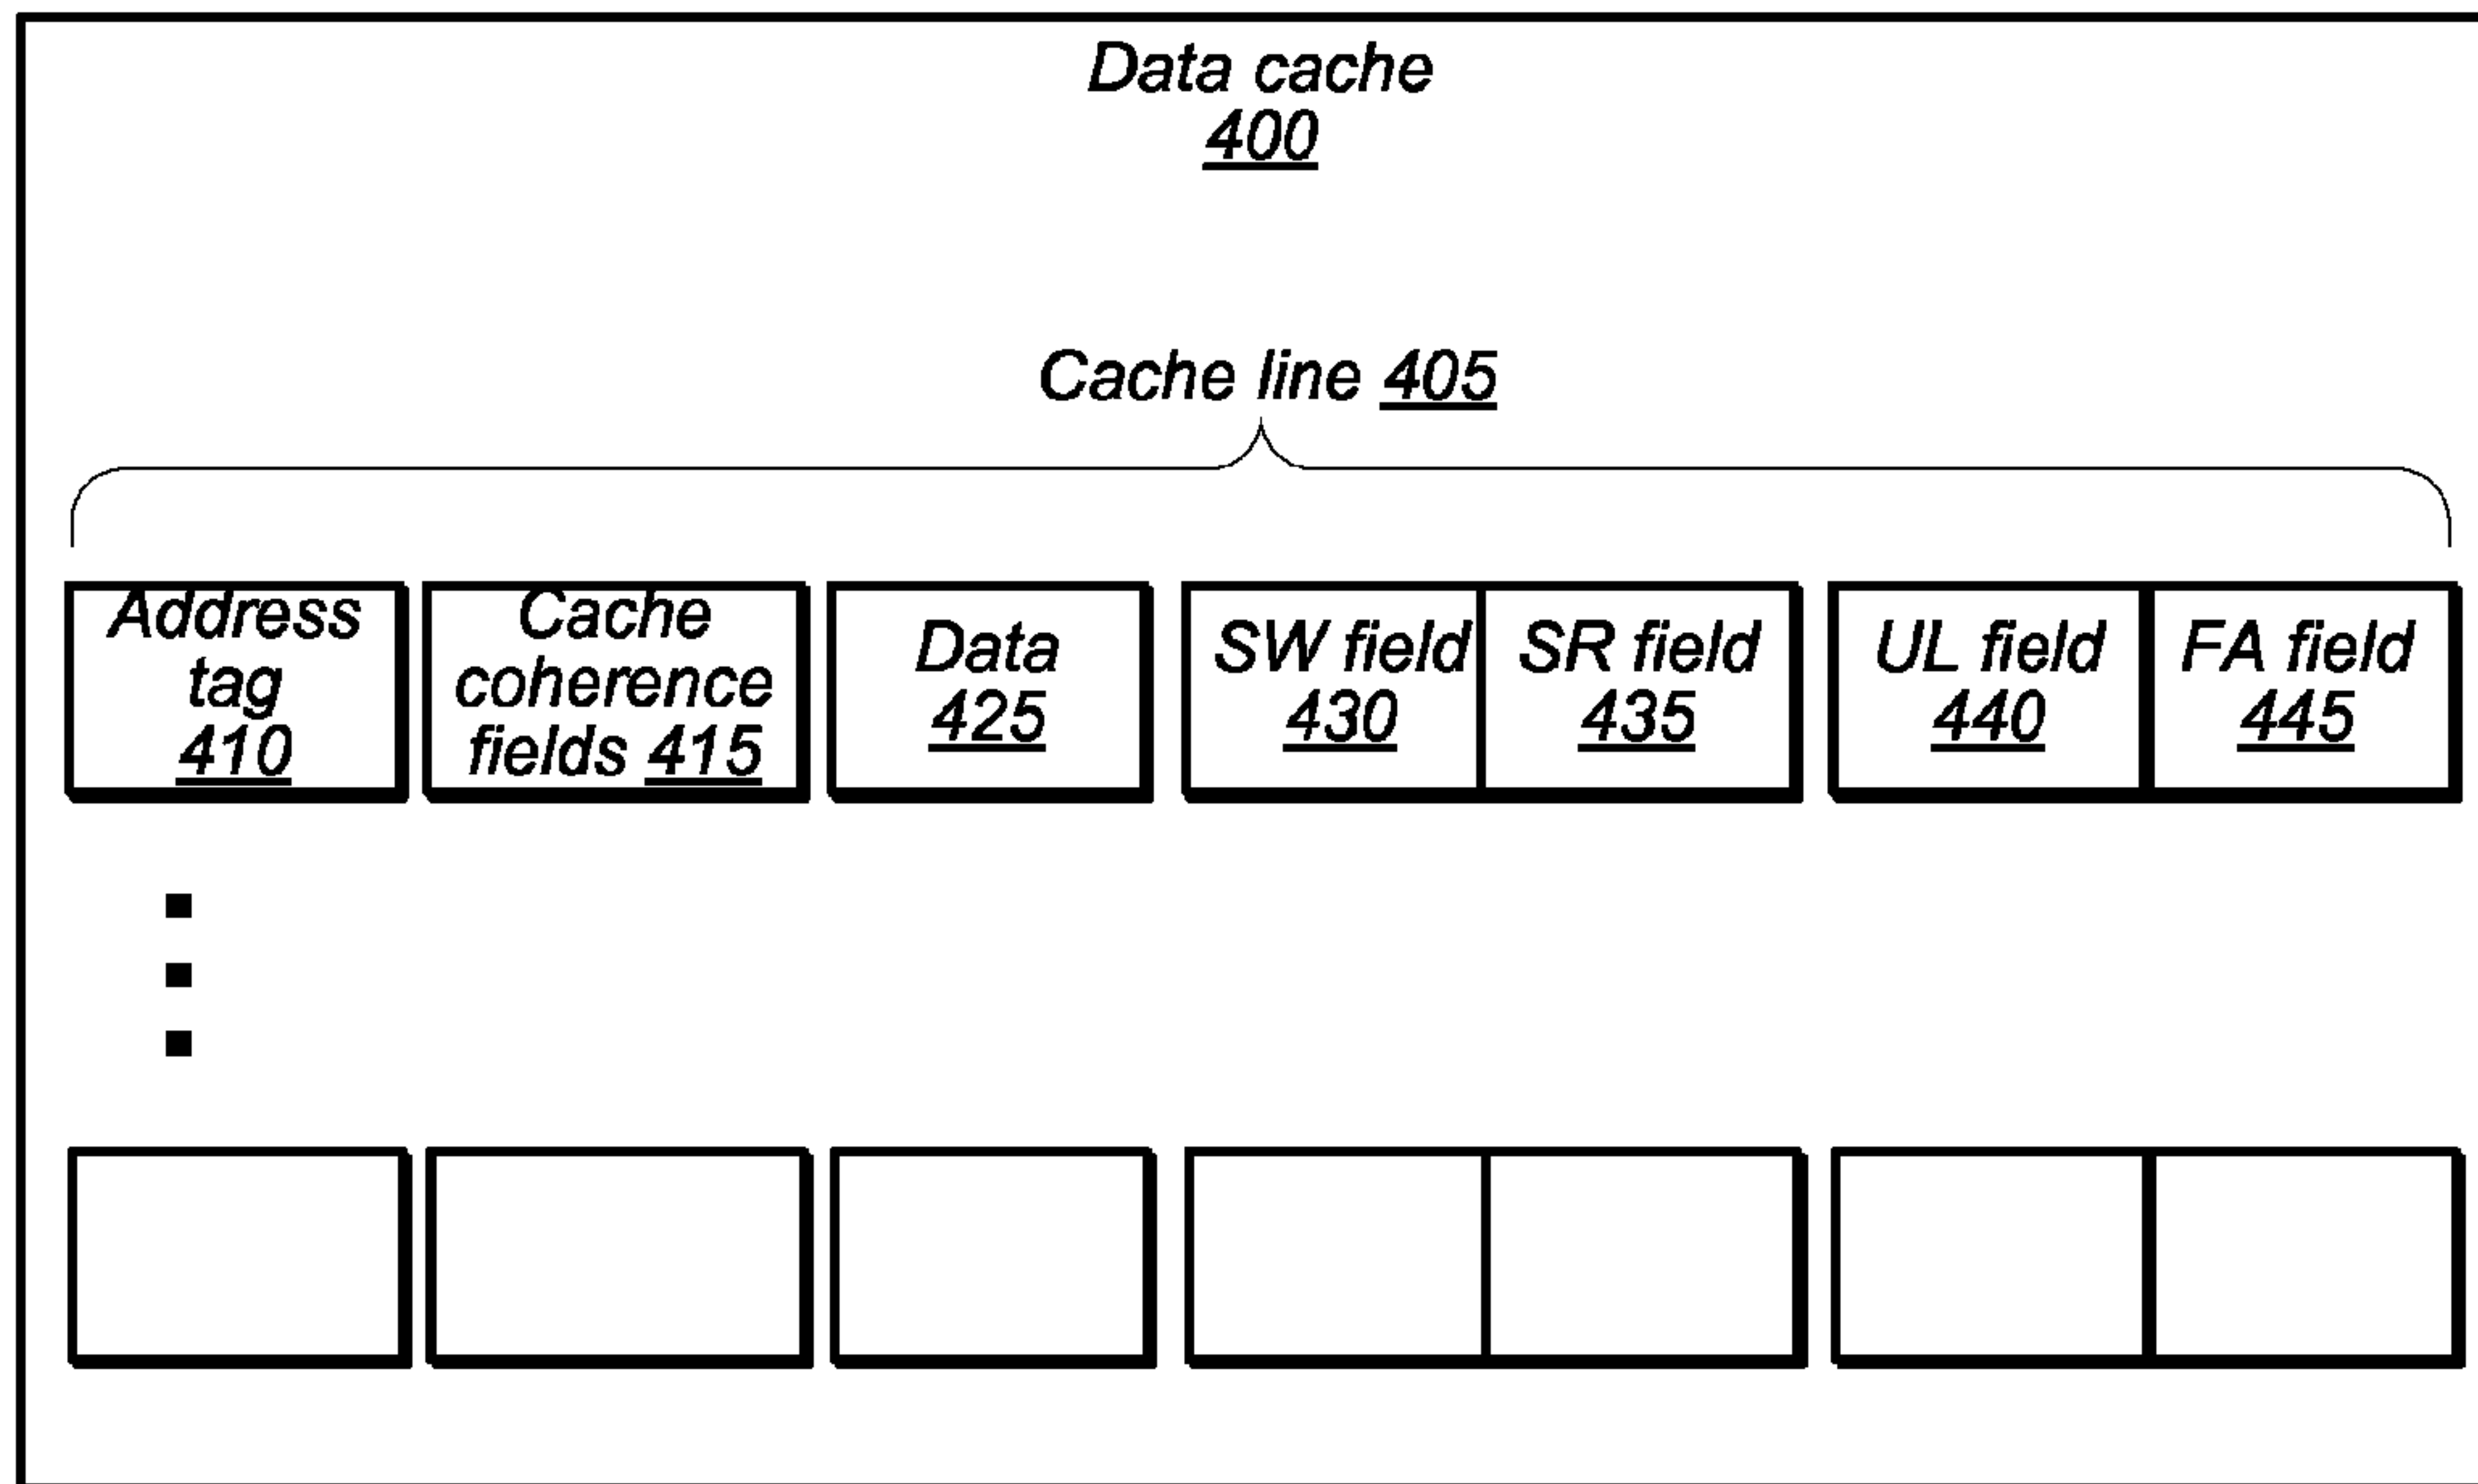 Data cache
400
Cache line 405
Address
tag
410
Cache
coherence
fields 415
Data
425
SW field
430
SR field
435
UL field
440
FA field
445